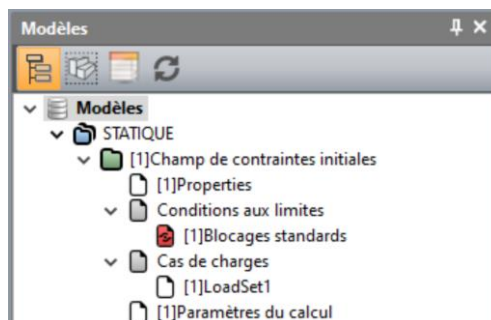 Modèles
Modèles
STATIQUE
[1]Champ de contraintes initiales
[1]Properties
Conditions aux limites
[1]Blocages standards
Cas de charges
[1]LoadSet1
[1]Paramètres du calcul